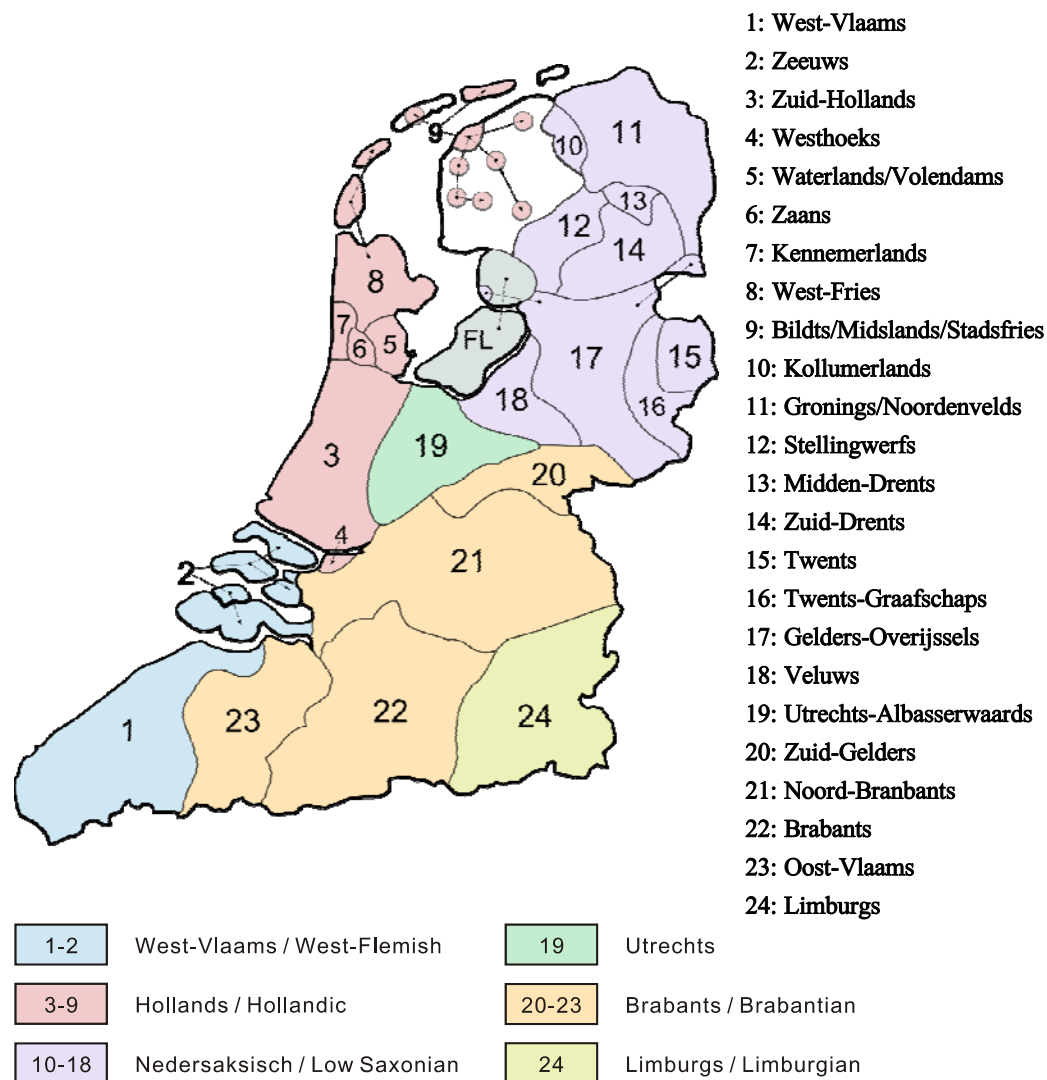 1: West-Vlaams
2: Zeeuws
3: Zuid-Hollands
4: Westhoeks
5: Waterlands/Volendams
6: Zaans
7: Kennemerlands
8: West-Fries
9: Bildts/Midslands/Stadsfries
10: Kollumerlands
11: Gronings/Noordenvelds
12: Stellingwerfs
13: Midden-Drents
14: Zuid-Drents
15: Twents
16: Twents-Graafschaps
17: Gelders-Overijssels
18: Veluws
19: Utrechts-Albasserwaards
20: Zuid-Gelders
21: Noord-Branbants
22: Brabants
23: Oost-Vlaams
24: Limburgs
9
11
10
13
12
14
8
7
6
5
FL
15
17
18
16
3
19
20
4
21
2
1
23
22
24
1-2 West-Vlaams / West-Flemish
3-9 Hollands / Hollandic
10-18 Nedersaksisch / Low Saxonian
19 Utrechts
20-23 Brabants / Brabantian
24 Limburgs / Limburgian